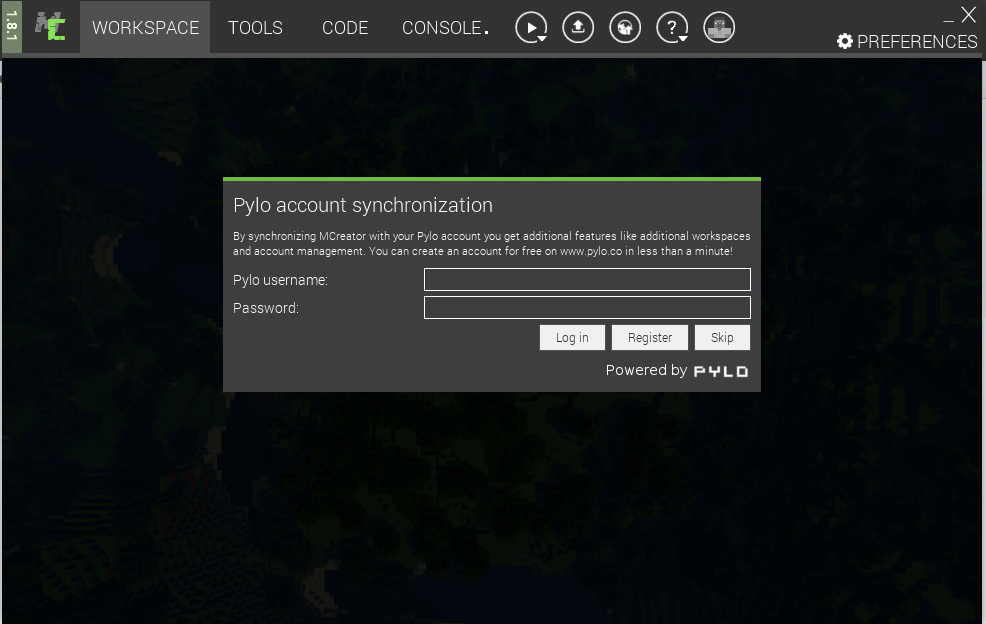 1.8.1
WORKSPACE TOOLS CODE CONSOLE.
?
_ X
PREFERENCES
Pylo account synchronization
By synchronizing MCreator with your Pylo account you get additional features like additional workspaces
and account management. You can create an account for free on www.pylo.co in less than a minute!
Pylo username:
Password:
Log in Register Skip
Powered by PYLO